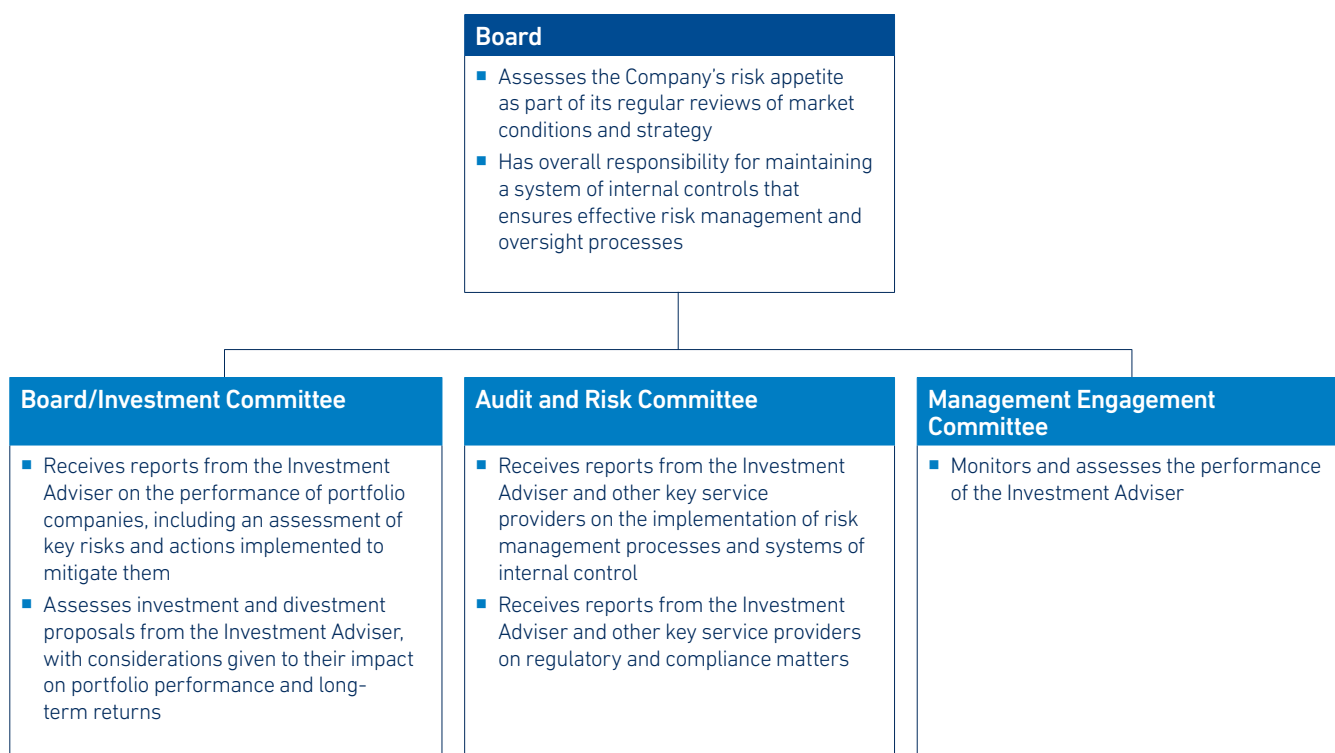 Board
■ Assesses the Company's risk appetite
as part of its regular reviews of market
conditions and strategy
■ Has overall responsibility for maintaining
a system of internal controls that
ensures effective risk management and
oversight processes
Board/Investment Committee
■ Receives reports from the Investment
Adviser on the performance of portfolio
companies, including an assessment of
key risks and actions implemented to
mitigate them
■ Assesses investment and divestment
proposals from the Investment Adviser,
with considerations given to their impact
on portfolio performance and long-
term returns
Audit and Risk Committee
■ Receives reports from the Investment
Adviser and other key service
providers on the implementation of risk
management processes and systems of
internal control
■ Receives reports from the Investment
Adviser and other key service providers
on regulatory and compliance matters
Management Engagement
Committee
■ Monitors and assesses the performance
of the Investment Adviser